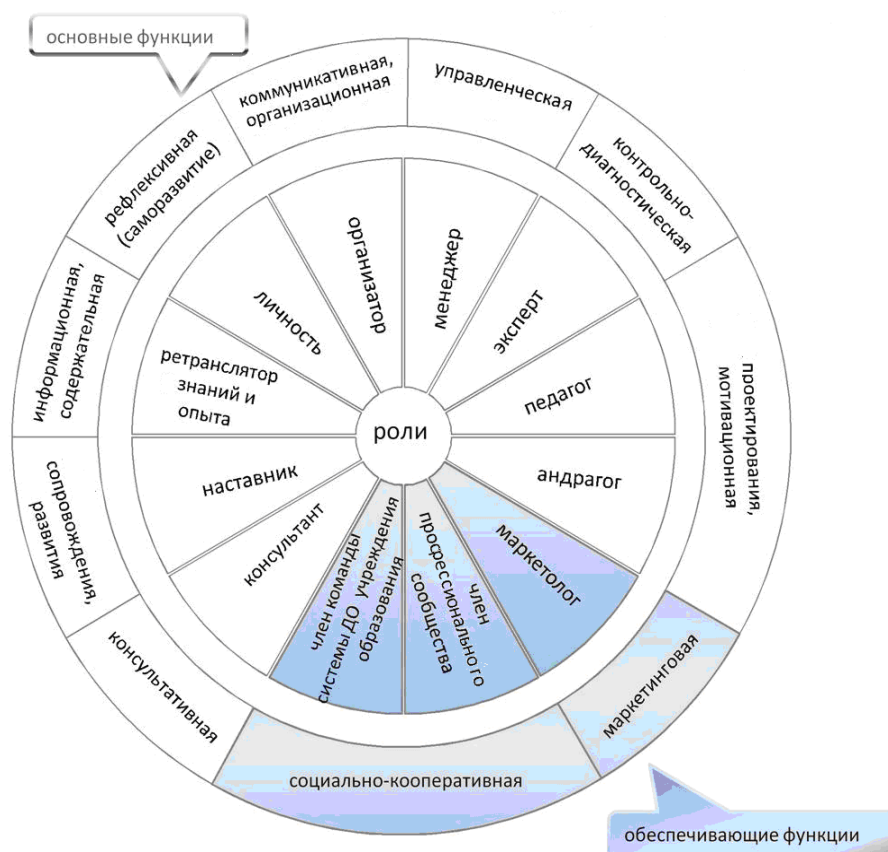 основные функции
коммуникативная,
организационная
управленческая
контрольно-
диагностическая
проектирования,
мотивационная
маркетинговая
социально-кооперативная
консультативная
сопровождения,
развития
информационная,
содержательная
рефлексивная
(саморазвитие)
организатор
менеджер
эксперт
педагог
андрагог
маркетолог
член
просрессионального
сообщества
член команды
системы ДО учреждения
образования
консультант
наставник
ретранслятор
знаний и
опыта
личность
роли
обеспечивающие функции